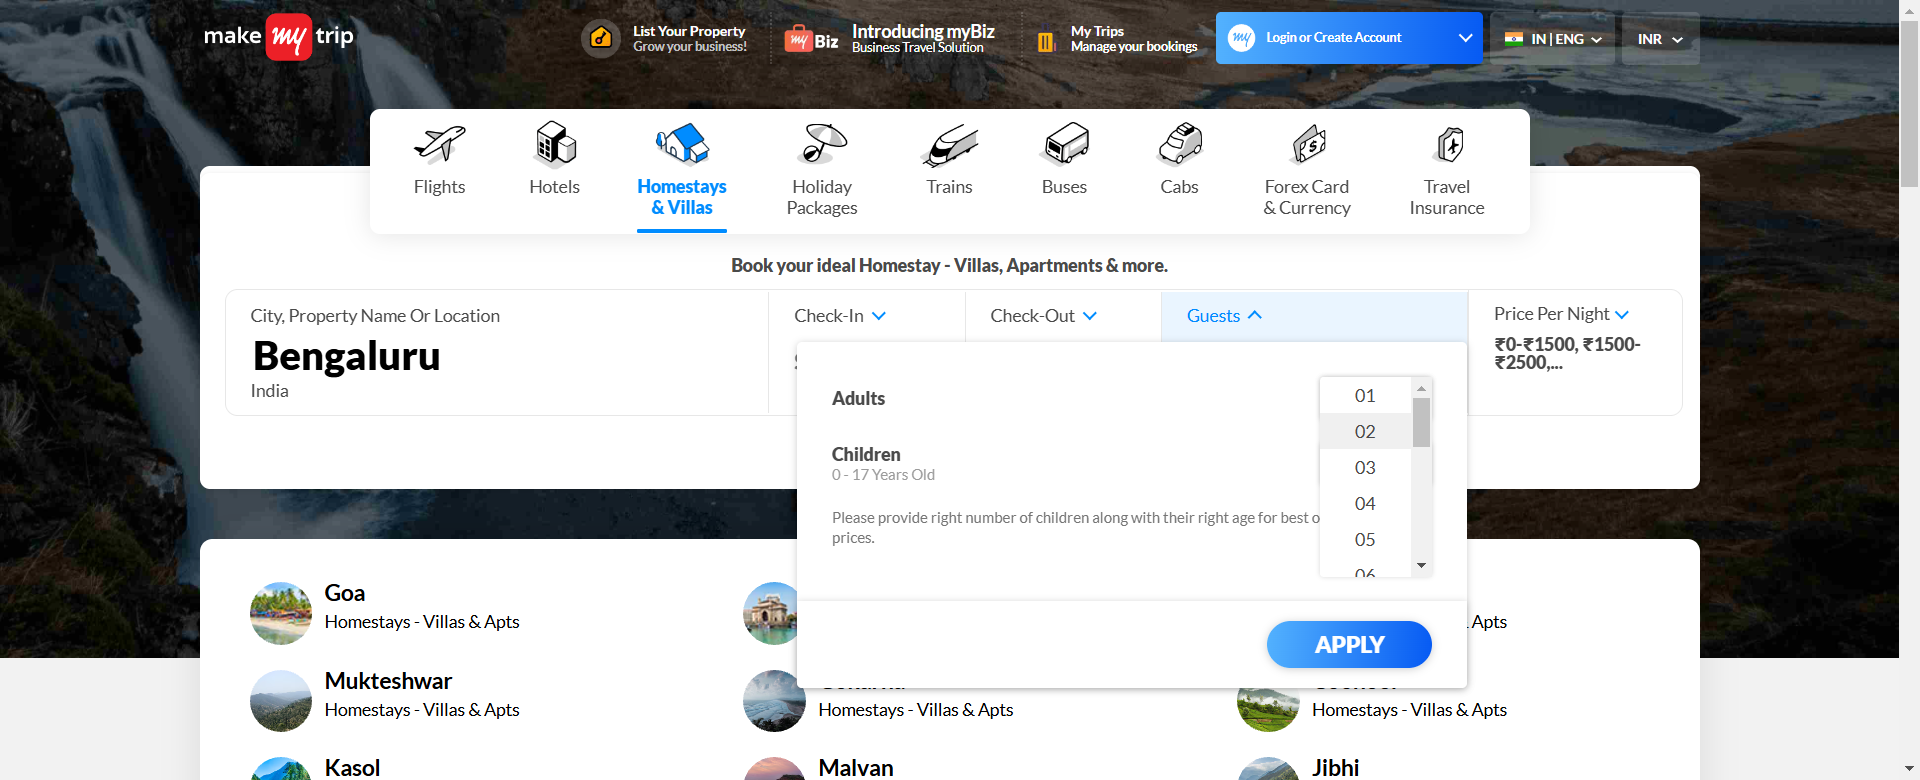 make my trip
List Your Property
Grow your business!
my Biz
Introducing myBiz
Business Travel Solution
My Trips
Manage your bookings
my Login or Create Account
IN | ENG
INR
Flights
Hotels
Homestays
& Villas
Holiday
Packages
Trains
Buses
Cabs
Forex Card
& Currency
Travel
Insurance
Book your ideal Homestay - Villas, Apartments & more.
City, Property Name Or Location
Bengaluru
India
Check-In
Check-Out
Guests
Price Per Night
₹0-₹1500, ₹1500-
₹2500,...
Adults
Children
0 - 17 Years Old
Please provide right number of children along with their right age for best
prices.
01
02
03
04
05
06
APPLY
Goa
Homestays - Villas & Apts
Apts
Mukteshwar
Homestays - Villas & Apts
Homestays - Villas & Apts
Homestays - Villas & Apts
Kasol
Malvan
Jibhi